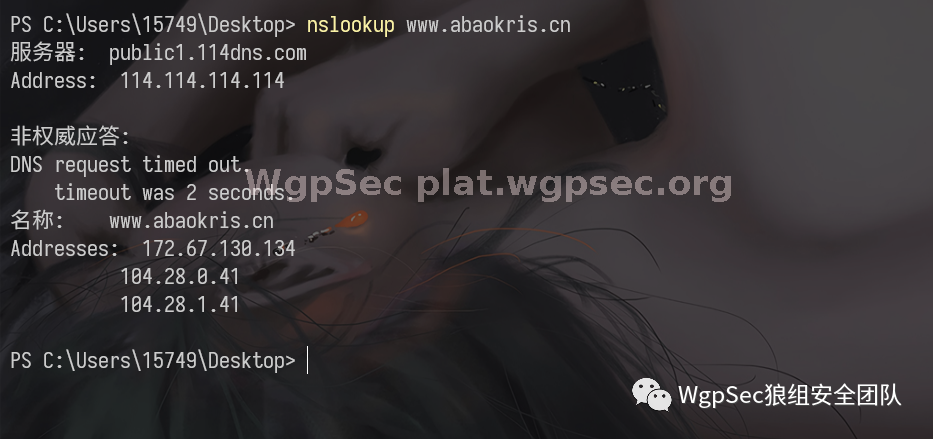 PS C:\Users\15749\Desktop> nslookup www.abaokris.cn
服务器:  public1.114dns.com
Address:  114.114.114.114
非权威应答:
DNS request timed out.
    timeout was 2 seconds.
WgpSec plat.wgpsec.org
名称:    www.abaokris.cn
Addresses:  172.67.130.134
          104.28.0.41
          104.28.1.41
PS C:\Users\15749\Desktop>
WgpSec狼组安全团队